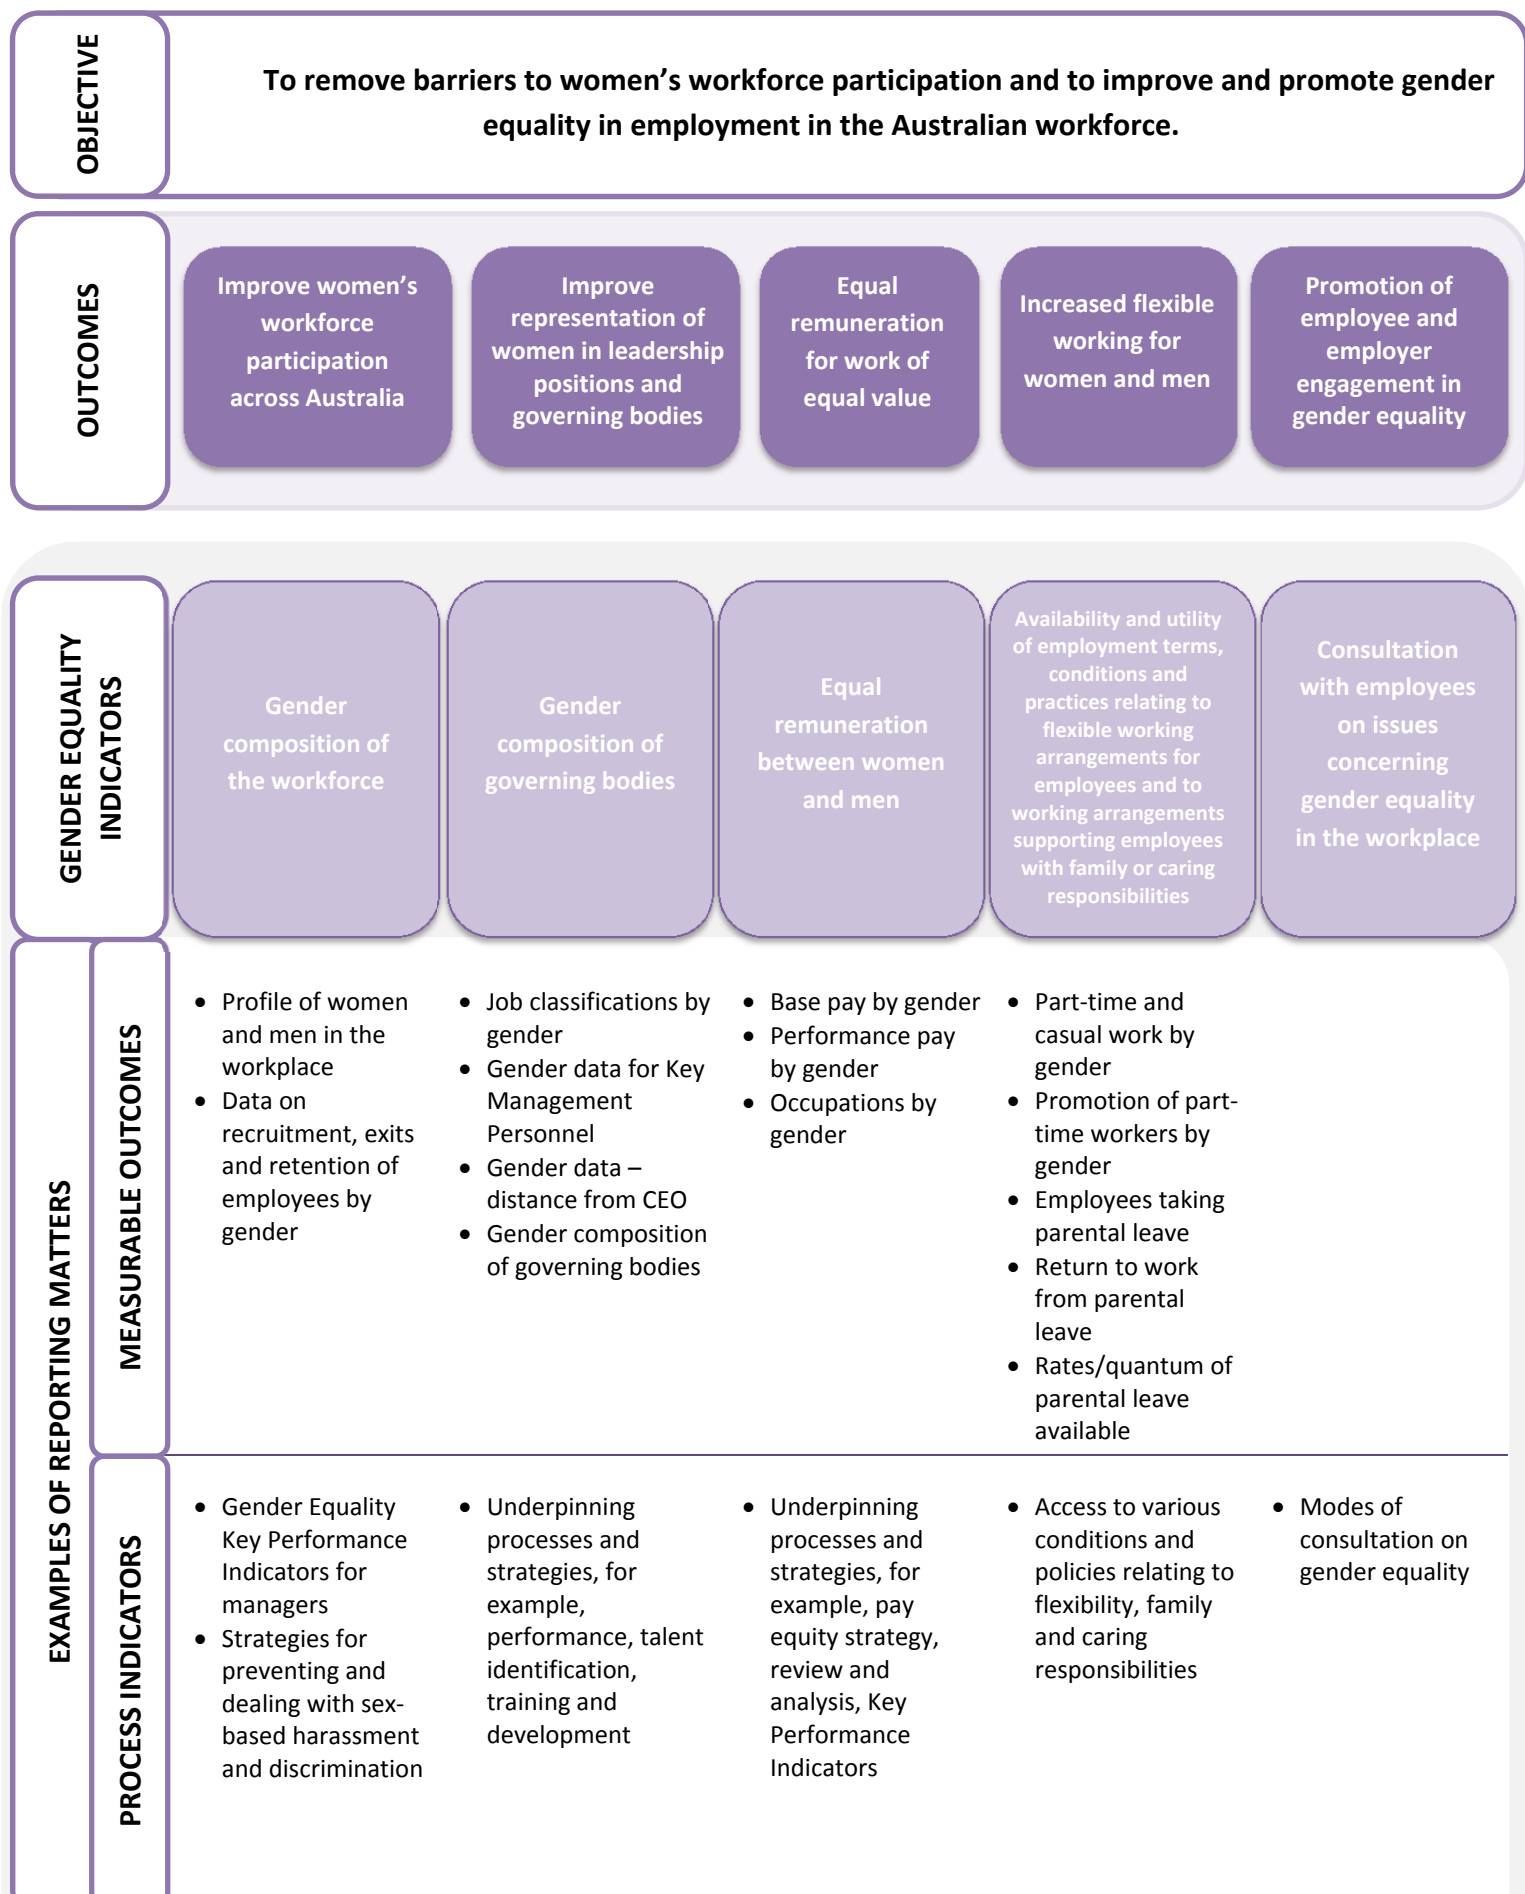 OBJECTIVE
To remove barriers to women’s workforce participation and to improve and promote gender
equality in employment in the Australian workforce.
OUTCOMES
Improve women’s
workforce
participation
across Australia
Improve
representation of
women in leadership
positions and
governing bodies
Equal
remuneration
for work of
equal value
Increased flexible
working for
women and men
Promotion of
employee and
employer
engagement in
gender equality
GENDER EQUALITY
INDICATORS
Gender
composition of
the workforce
Gender
composition of
governing bodies
Equal
remuneration
between women
and men
Availability and utility
of employment terms,
conditions and
practices relating to
flexible working
arrangements for
employees and to
working arrangements
supporting employees
with family or caring
responsibilities
Consultation
with employees
on issues
concerning
gender equality
in the workplace
EXAMPLES OF REPORTING MATTERS
MEASURABLE OUTCOMES
• Profile of women
and men in the
workplace
• Data on
recruitment, exits
and retention of
employees by
gender
• Job classifications by
gender
• Gender data for Key
Management
Personnel
• Gender data –
distance from CEO
• Gender composition
of governing bodies
• Base pay by gender
• Performance pay
by gender
• Occupations by
gender
• Part-time and
casual work by
gender
• Promotion of part-
time workers by
gender
• Employees taking
parental leave
• Return to work
from parental
leave
• Rates/quantum of
parental leave
available
PROCESS INDICATORS
• Gender Equality
Key Performance
Indicators for
managers
• Strategies for
preventing and
dealing with sex-
based harassment
and discrimination
• Underpinning
processes and
strategies, for
example,
performance, talent
identification,
training and
development
• Underpinning
processes and
strategies, for
example, pay
equity strategy,
review and
analysis, Key
Performance
Indicators
• Access to various
conditions and
policies relating to
flexibility, family
and caring
responsibilities
• Modes of
consultation on
gender equality